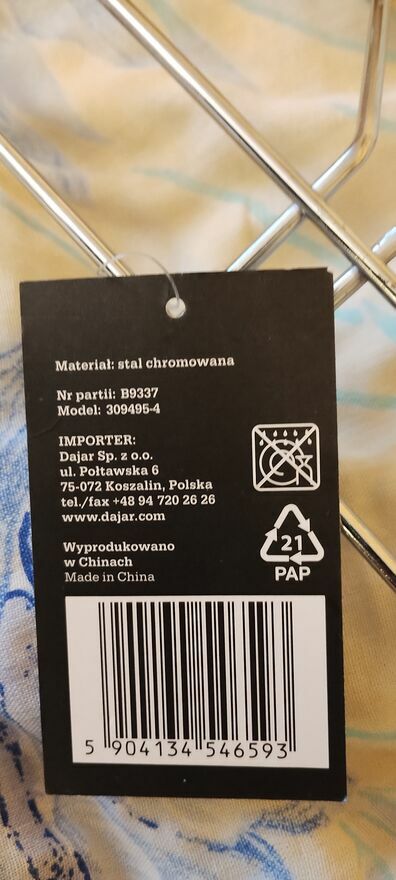 Materiał: stal chromowana
Nr partii: B9337
Model: 309495-4
IMPORTER:
Dajar Sp. z o.o.
ul. Połtawska 6
75-072 Koszalin, Polska
tel./fax +48 94 720 26 26
www.dajar.com
Wyprodukowano
w Chinach
Made in China
21
PAP
5 904134 546593